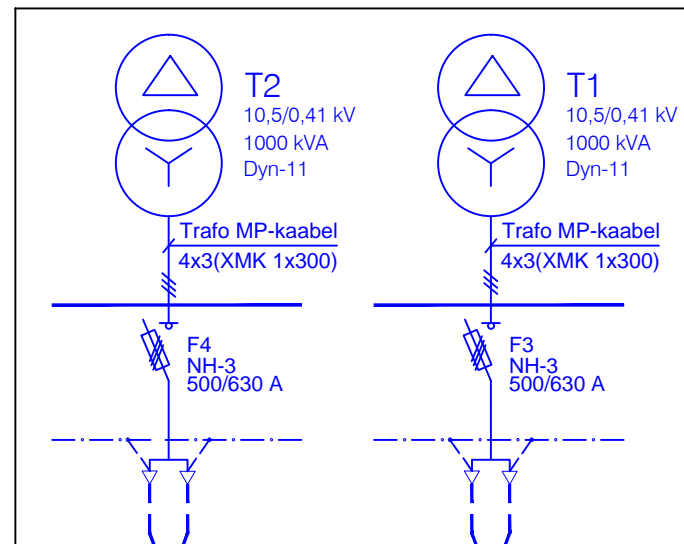 T2
10,5/0,41 kV
1000 kVA
Dyn-11
Trafo MP-kaabel
4x3(XMK 1x300)
F4
NH-3
500/630 A
T1
10,5/0,41 kV
1000 kVA
Dyn-11
Trafo MP-kaabel
4x3(XMK 1x300)
F3
NH-3
500/630 A